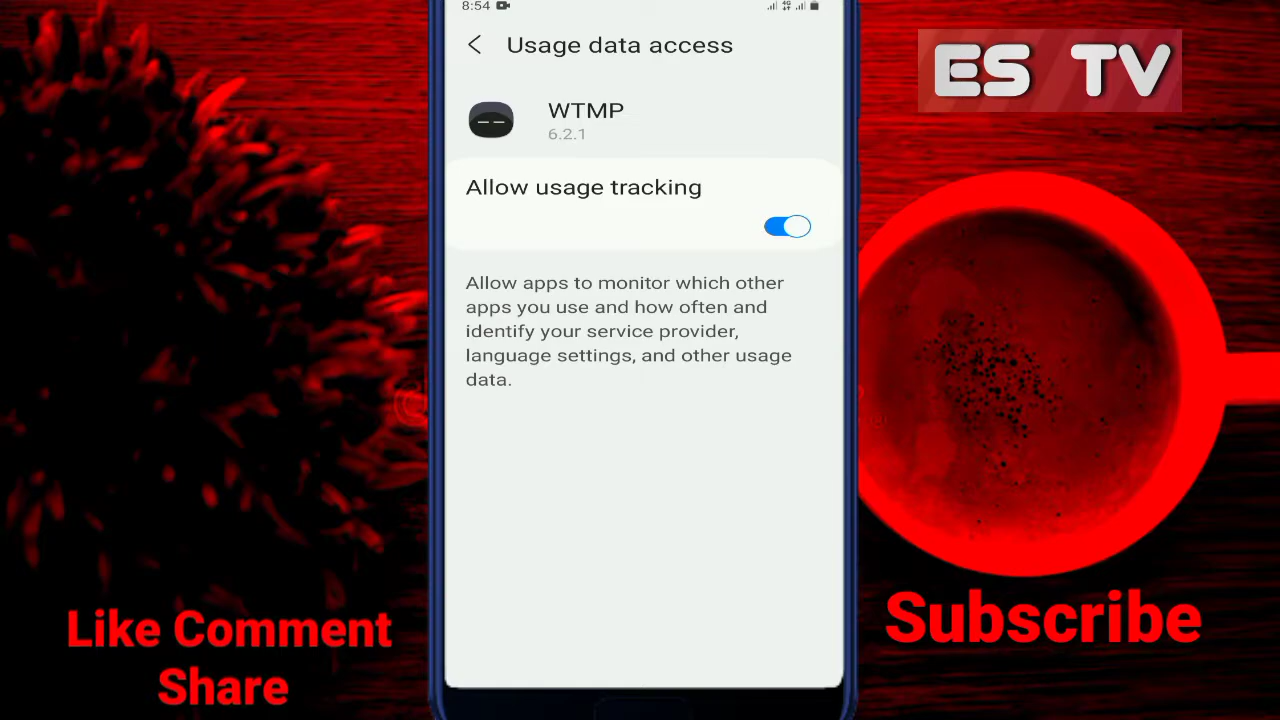 8:54
Usage data access
WTMP
6.2.1
Allow usage tracking
Allow apps to monitor which other
apps you use and how often and
identify your service provider,
language settings, and other usage
data.
ES TV
Like Comment
Share
Subscribe